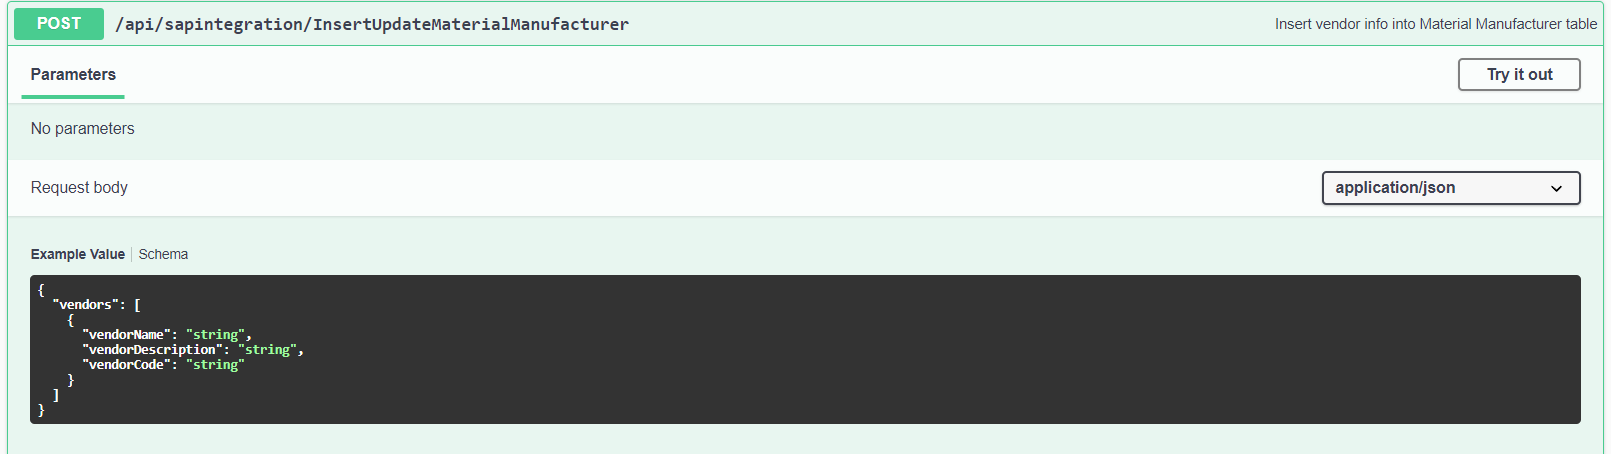 POST /api/sapintegration/InsertUpdateMaterialManufacturer Insert vendor info into Material Manufacturer table
Parameters Try it out
No parameters
Request body application/json
Example Value Schema
{
"vendors": [
{
"vendorName": "string",
"vendorDescription": "string",
"vendorCode": "string"
}
]
}